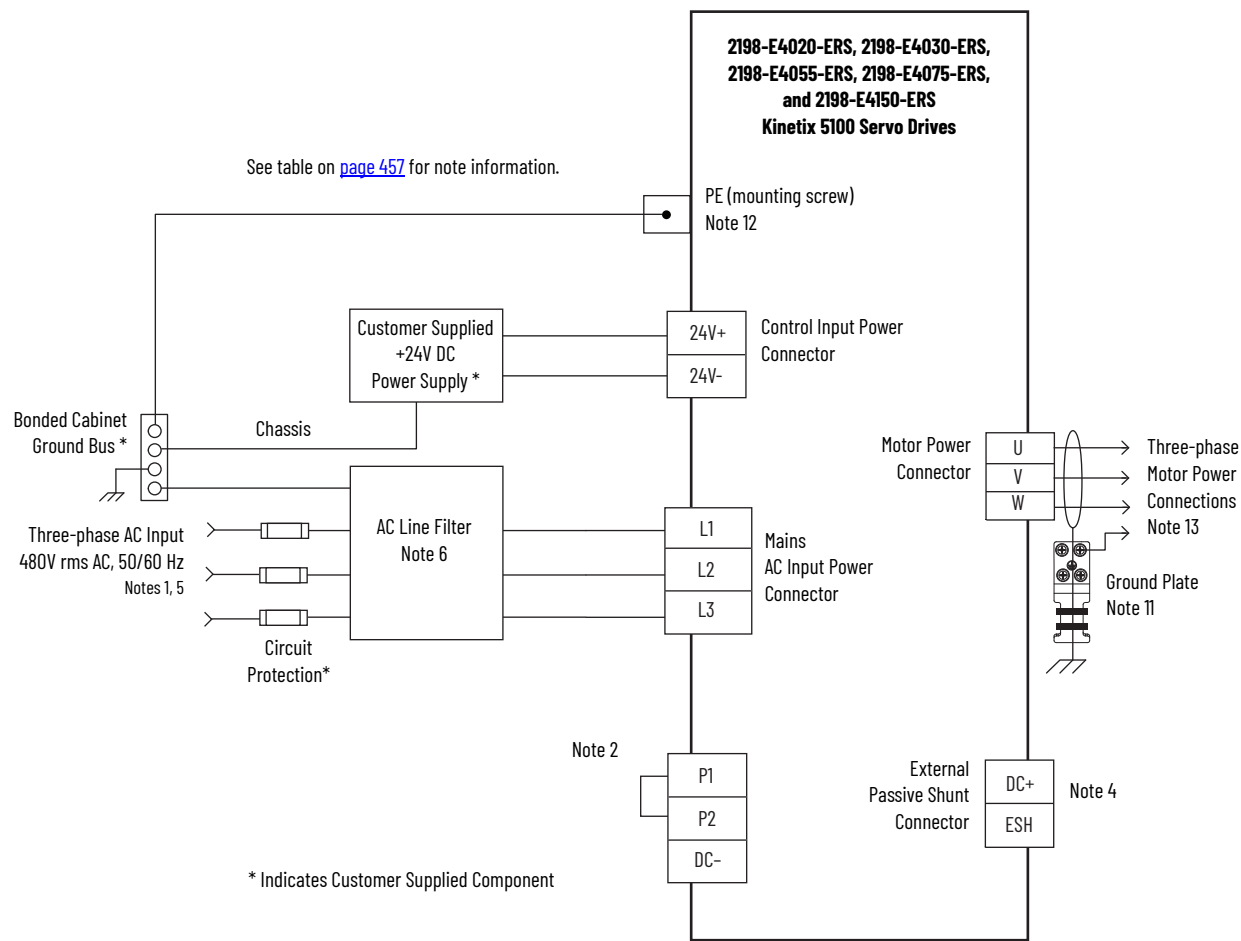 2198-E4020-ERS, 2198-E4030-ERS,
2198-E4055-ERS, 2198-E4075-ERS,
and 2198-E4150-ERS
Kinetix 5100 Servo Drives
See table on page 457 for note information.
PE (mounting screw)
Note 12
Customer Supplied
+24V DC
Power Supply *
24V+
24V-
Control Input Power
Connector
Bonded Cabinet
Ground Bus *
Chassis
Motor Power
Connector
U
V
W
Three-phase
Motor Power
Connections
Note 13
Three-phase AC Input
480V rms AC, 50/60 Hz
Notes 1, 5
AC Line Filter
Note 6
L1
L2
L3
Mains
AC Input Power
Connector
Ground Plate
Note 11
Circuit
Protection*
Note 2
P1
P2
DC–
External
Passive Shunt
Connector
DC+
ESH
Note 4
* Indicates Customer Supplied Component